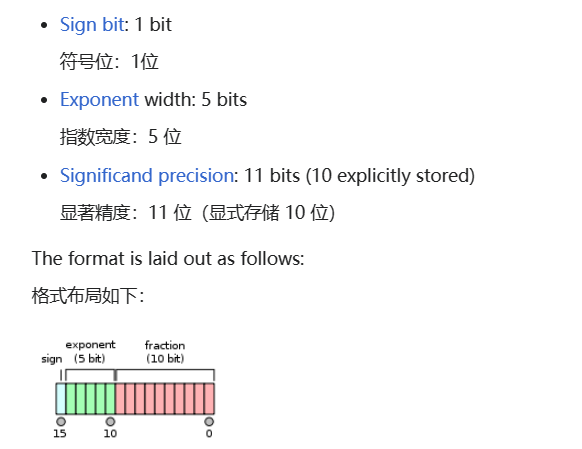 Sign bit: 1 bit
符号位：1位
Exponent width: 5 bits
指数宽度：5 位
Significand precision: 11 bits (10 explicitly stored)
显著精度：11 位（显式存储 10 位）
The format is laid out as follows:
格式布局如下：
exponent fraction
sign (5 bit) (10 bit)
15 10 0